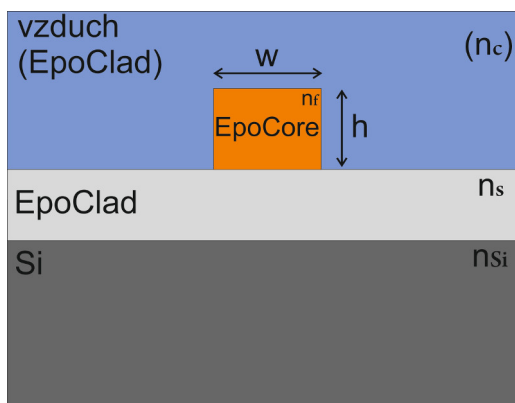 vzduch
(EpoClad)
(nc)
w
nf
EpoCore
h
EpoClad
ns
Si
nSi